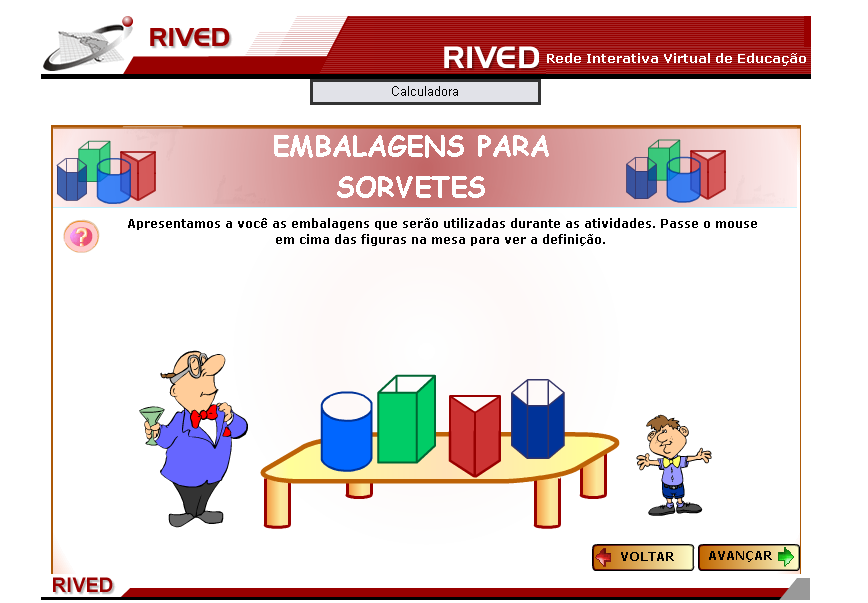 RIVED
RIVED Rede Interativa Virtual de Educação
Calculadora
EMBALAGENS PARA
SORVETES
?
Apresentamos a você as embalagens que serão utilizadas durante as atividades. Passe o mouse
em cima das figuras na mesa para ver a definição.
VOLTAR
AVANÇAR
RIVED